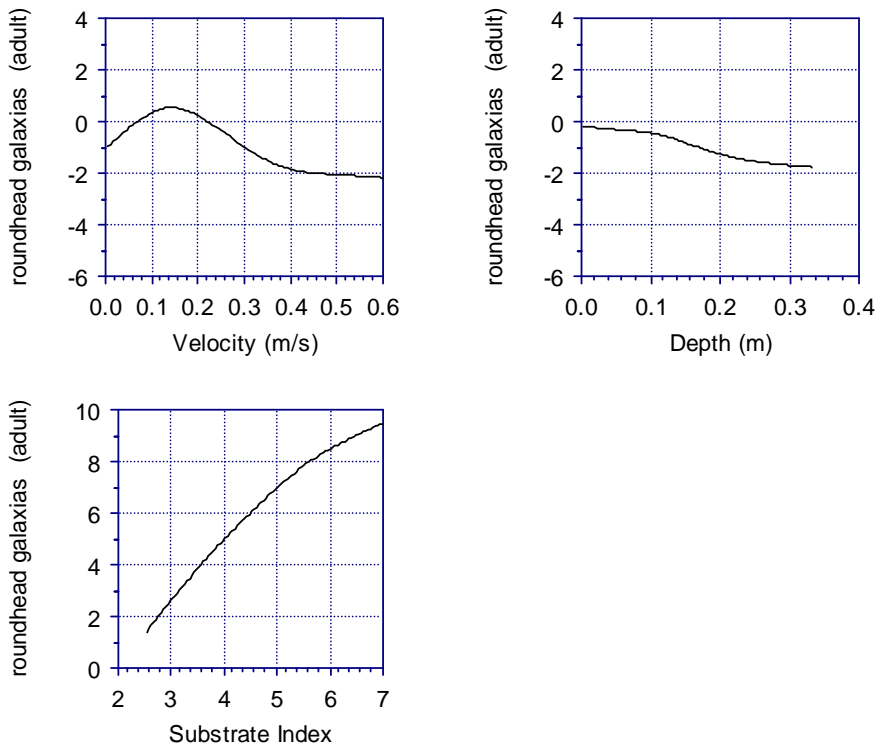 roundhead galaxias (adult)
4
2
0
-2
-4
-6
0.0 0.1 0.2 0.3 0.4 0.5 0.6
Velocity (m/s)
roundhead galaxias (adult)
4
2
0
-2
-4
-6
0.0 0.1 0.2 0.3 0.4
Depth (m)
roundhead galaxias (adult)
10
8
6
4
2
0
2 3 4 5 6 7
Substrate Index